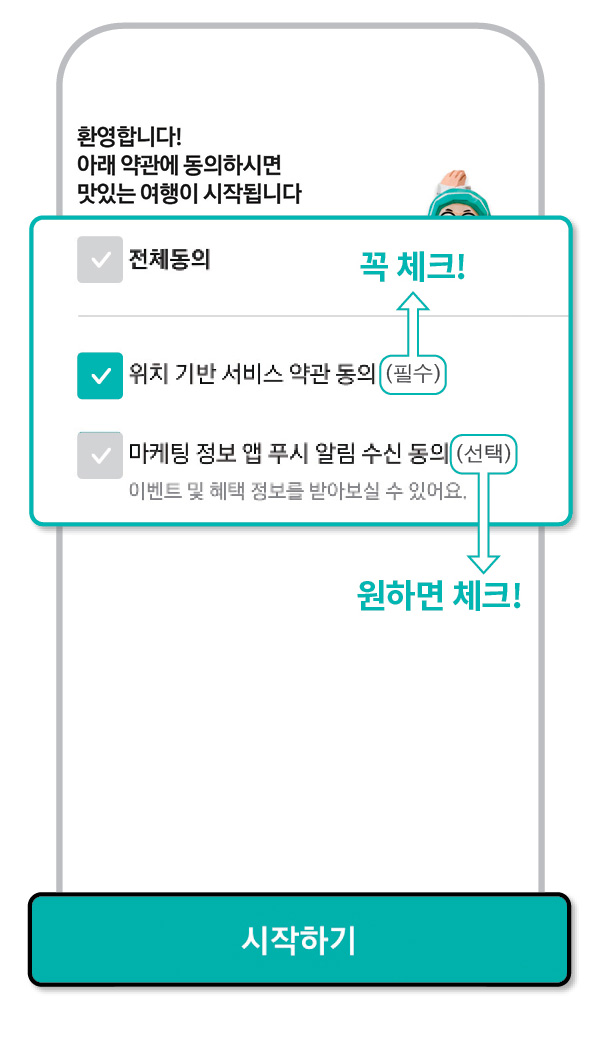 환영합니다!
아래 약관에 동의하시면
맛있는 여행이 시작됩니다
전체동의
꼭 체크!
위치 기반 서비스 약관 동의 (필수)
마케팅 정보 앱 푸시 알림 수신 동의 (선택)
이벤트 및 혜택 정보를 받아보실 수 있어요.
원하면 체크!
시작하기